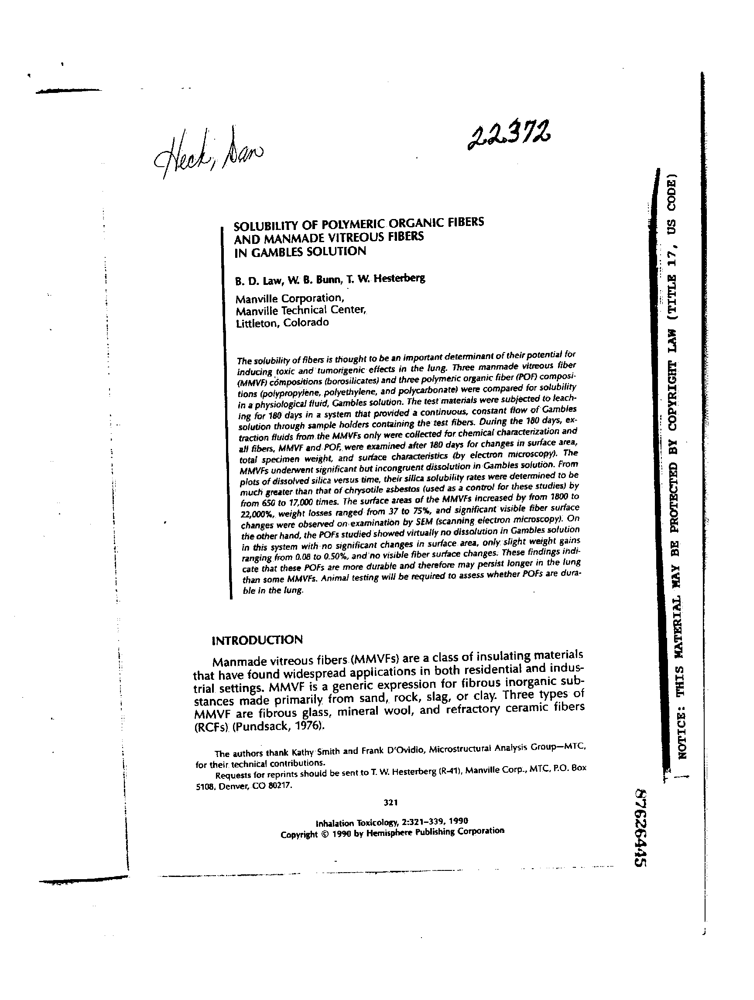 Heck, Dan
22372
SOLUBILITY OF POLYMERIC ORGANIC FIBERS
AND MANMADE VITREOUS FIBERS
IN GAMBLES SOLUTION
B. D. Law, W. B. Bunn, T. W. Hesterberg
Manville Corporation,
Manville Technical Center,
Littleton, Colorado
The solubility of fibers is thought to be an important determinant of their potential for
inducing toxic and tumorigenic effects in the lung. Three manmade vitreous fiber
(MMVF) compositions (borosilicates) and three polymeric organic fiber (POF) composi-
tions (polypropylene, polyethylene, and polycarbonate) were compared for solubility
in a physiological fluid, Gambles solution. The test materials were subjected to leach-
ing for 180 days in a system that provided a continuous, constant flow of Gambles
solution through sample holders containing the test fibers. During the 180 days, ex-
traction fluids from the MMVFs only were collected for chemical characterization and
all fibers, MMVF and POF, were examined after 180 days for changes in surface area,
total specimen weight, and surface characteristics (by electron microscopy). The
MMVFs underwent significant but incongruent dissolution in Gambles solution. From
plots of dissolved silica versus time, their silica solubility rates were determined to be
much greater than that of chrysotile asbestos (used as a control for these studies) by
from 650 to 17,000 times. The surface areas of the MMVFs increased by from 1800 to
22,000%, weight losses ranged from 37 to 75%, and significant visible fiber surface
changes were observed on examination by SEM (scanning electron microscopy). On
the other hand, the POFs studied showed virtually no dissolution in Gambles solution
in this system with no significant changes in surface area, only slight weight gains
ranging from 0.08 to 0.50%, and no visible fiber surface changes. These findings indi-
cate that these POFs are more durable and therefore may persist longer in the lung
than some MMVFs. Animal testing will be required to assess whether POFs are dura-
ble in the lung.
INTRODUCTION
Manmade vitreous fibers (MMVFs) are a class of insulating materials
that have found widespread applications in both residential and indus-
trial settings. MMVF is a generic expression for fibrous inorganic sub-
stances made primarily from sand, rock, slag, or clay. Three types of
MMVF are fibrous glass, mineral wool, and refractory ceramic fibers
(RCFs) (Pundsack, 1976).
The authors thank Kathy Smith and Frank D'Ovidio, Microstructural Analysis Group—MTC,
for their technical contributions.
Requests for reprints should be sent to T. W. Hesterberg (R-41), Manville Corp., MTC, P.O. Box
5108, Denver, CO 80217.
321
Inhalation Toxicology, 2:321–339, 1990
Copyright © 1990 by Hemisphere Publishing Corporation
NOTICE: THIS MATERIAL MAY BE PROTECTED BY COPYRIGHT LAW (TITLE 17, US CODE)
87626445